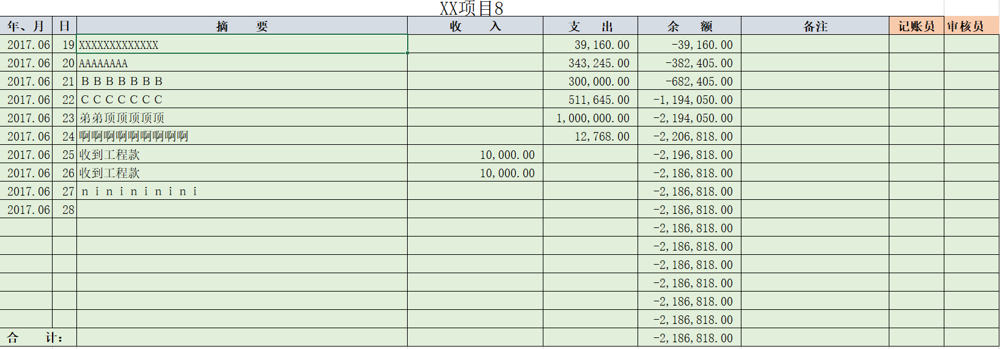 XX项目8
年、月 日 摘 要 收 入 支 出 余 额 备注 记账员 审核员
2017.06 19 XXXXXXXXXXXXX 39,160.00 -39,160.00
2017.06 20 AAAAAAAA 343,245.00 -382,405.00
2017.06 21 ＢＢＢＢＢＢＢ 300,000.00 -682,405.00
2017.06 22 ＣＣＣＣＣＣＣ 511,645.00 -1,194,050.00
2017.06 23 弟弟顶顶顶顶顶 1,000,000.00 -2,194,050.00
2017.06 24 啊啊啊啊啊啊啊啊啊 12,768.00 -2,206,818.00
2017.06 25 收到工程款 10,000.00 -2,196,818.00
2017.06 26 收到工程款 10,000.00 -2,186,818.00
2017.06 27 ｎｉｎｉｎｉｎｉｎｉ -2,186,818.00
2017.06 28 -2,186,818.00
-2,186,818.00
-2,186,818.00
-2,186,818.00
-2,186,818.00
-2,186,818.00
-2,186,818.00
合 计： -2,186,818.00